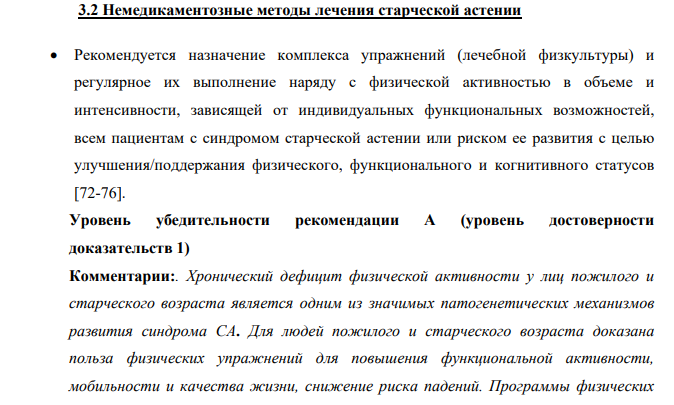 3.2 Немедикаментозные методы лечения старческой астении
• Рекомендуется назначение комплекса упражнений (лечебной физкультуры) и
регулярное их выполнение наряду с физической активностью в объеме и
интенсивности, зависящей от индивидуальных функциональных возможностей,
всем пациентам с синдромом старческой астении или риском ее развития с целью
улучшения/поддержания физического, функционального и когнитивного статусов
[72-76].
Уровень убедительности рекомендации А (уровень достоверности
доказательств 1)
Комментарии:. Хронический дефицит физической активности у лиц пожилого и
старческого возраста является одним из значимых патогенетических механизмов
развития синдрома СА. Для людей пожилого и старческого возраста доказана
польза физических упражнений для повышения функциональной активности,
мобильности и качества жизни, снижение риска падений. Программы физических